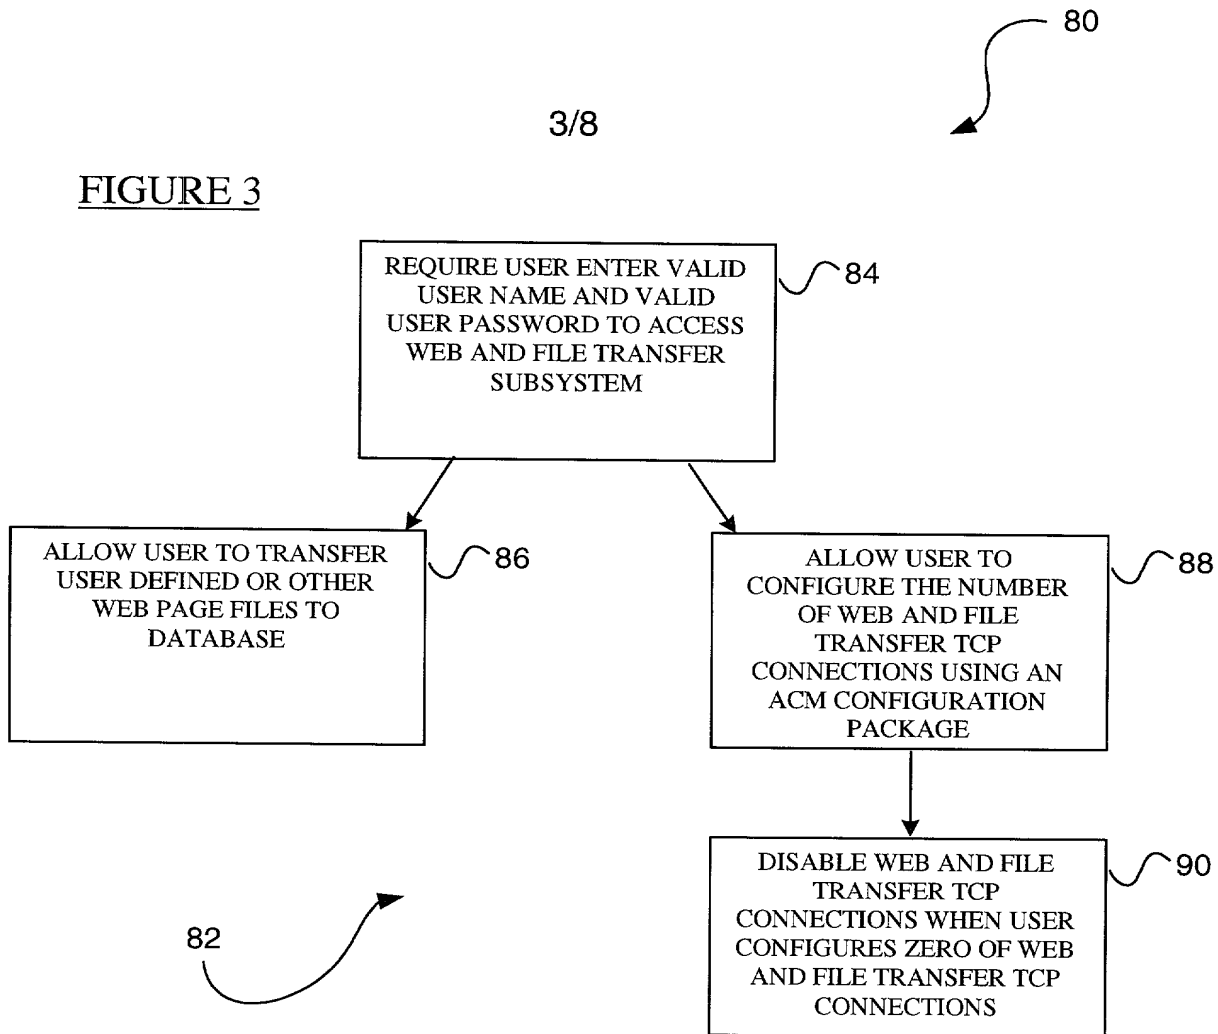 80
3/8
FIGURE 3
REQUIRE USER ENTER VALID
USER NAME AND VALID
USER PASSWORD TO ACCESS
WEB AND FILE TRANSFER
SUBSYSTEM
84
ALLOW USER TO TRANSFER
USER DEFINED OR OTHER
WEB PAGE FILES TO
DATABASE
86
ALLOW USER TO
CONFIGURE THE NUMBER
OF WEB AND FILE
TRANSFER TCP
CONNECTIONS USING AN
ACM CONFIGURATION
PACKAGE
88
DISABLE WEB AND FILE
TRANSFER TCP
CONNECTIONS WHEN USER
CONFIGURES ZERO OF WEB
AND FILE TRANSFER TCP
CONNECTIONS
90
82